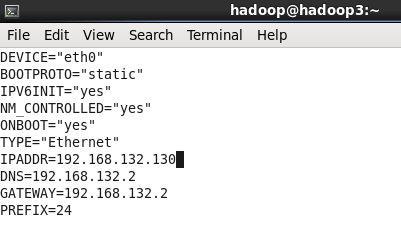 hadoop@hadoop3:~
File Edit View Search Terminal Help
DEVICE="eth0"
BOOTPROTO="static"
IPV6INIT="yes"
NM_CONTROLLED="yes"
ONBOOT="yes"
TYPE="Ethernet"
IPADDR=192.168.132.130
DNS=192.168.132.2
GATEWAY=192.168.132.2
PREFIX=24